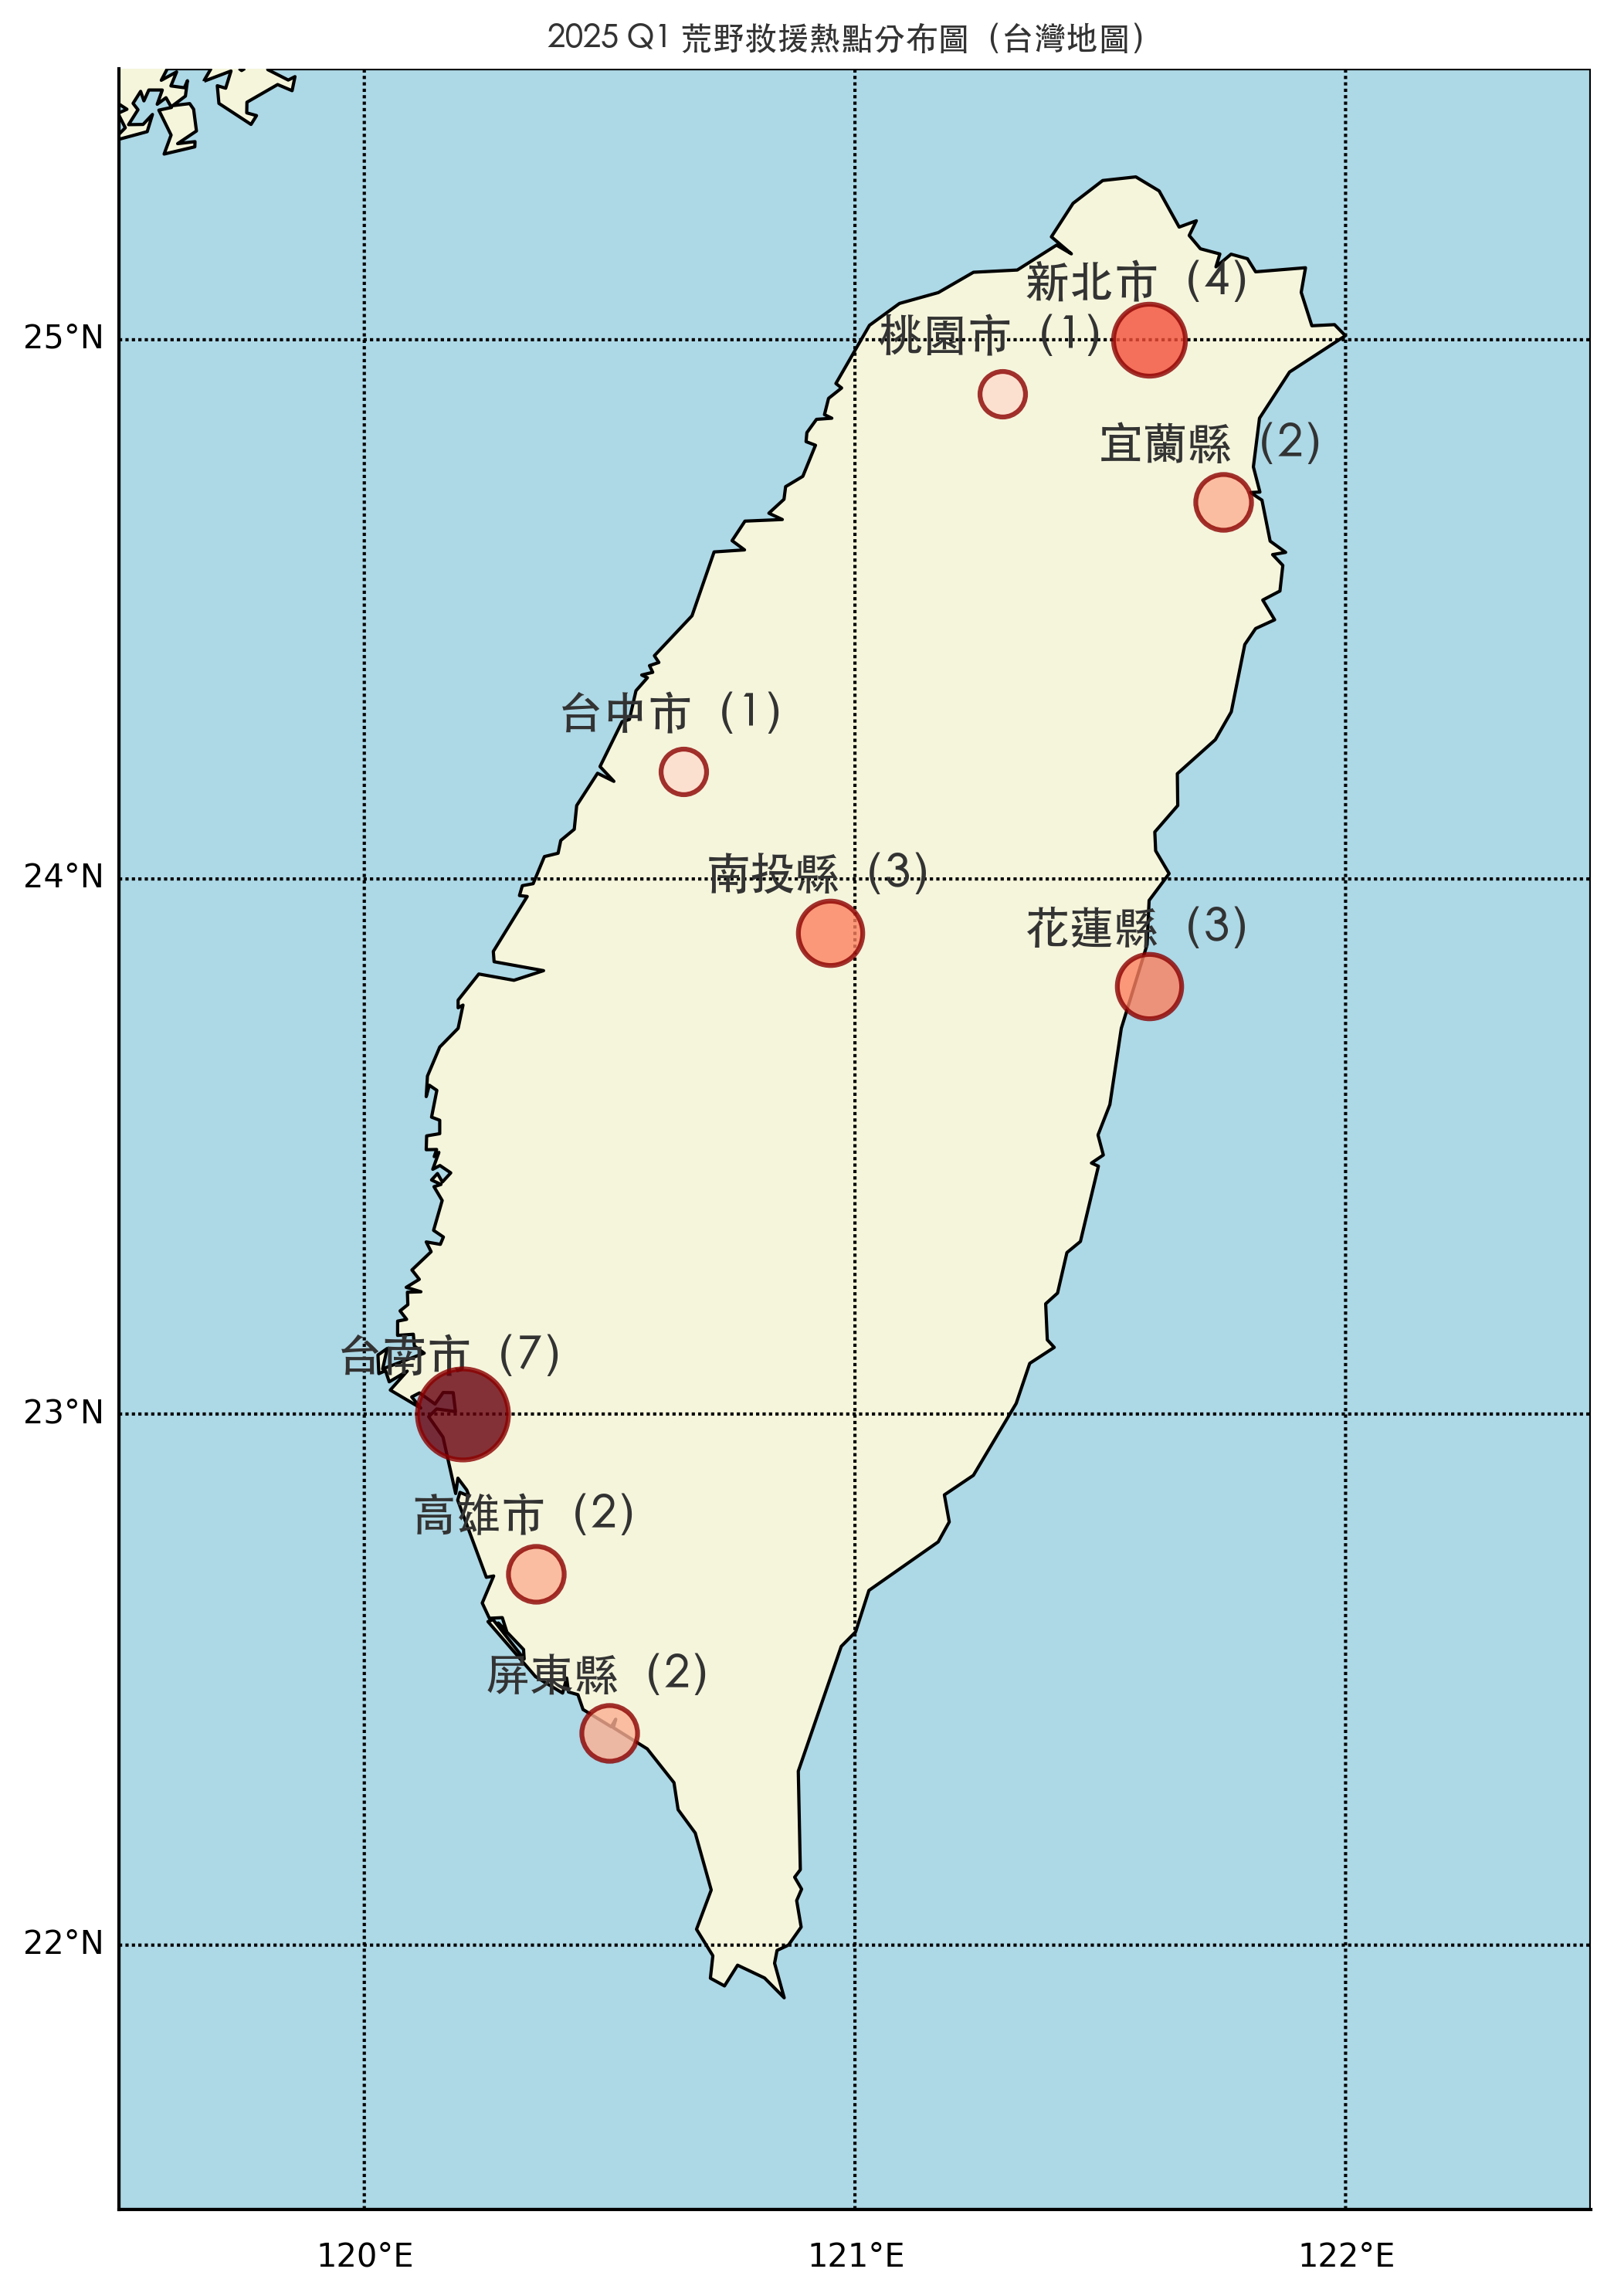 2025 Q1 荒野救援熱點分布圖（台灣地圖）
新北市（4）
25°N
桃園市（1）
宜蘭縣（2）
台中市（1）
24°N
南投縣（3）
花蓮縣（3）
台南市（7）
23°N
高雄市（2）
屏東縣（2）
22°N
120°E
121°E
122°E